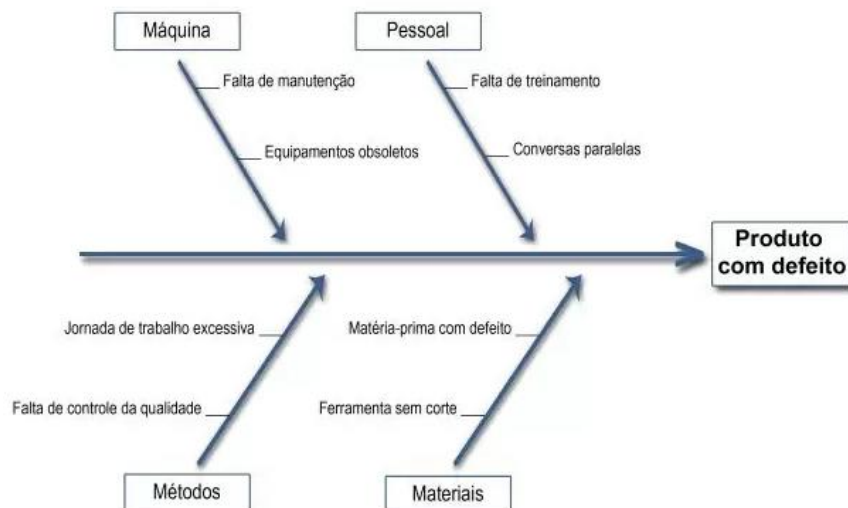 Máquina
Pessoal
Falta de manutenção
Falta de treinamento
Equipamentos obsoletos
Conversas paralelas
Produto
com defeito
Jornada de trabalho excessiva
Matéria-prima com defeito
Falta de controle da qualidade
Ferramenta sem corte
Métodos
Materiais